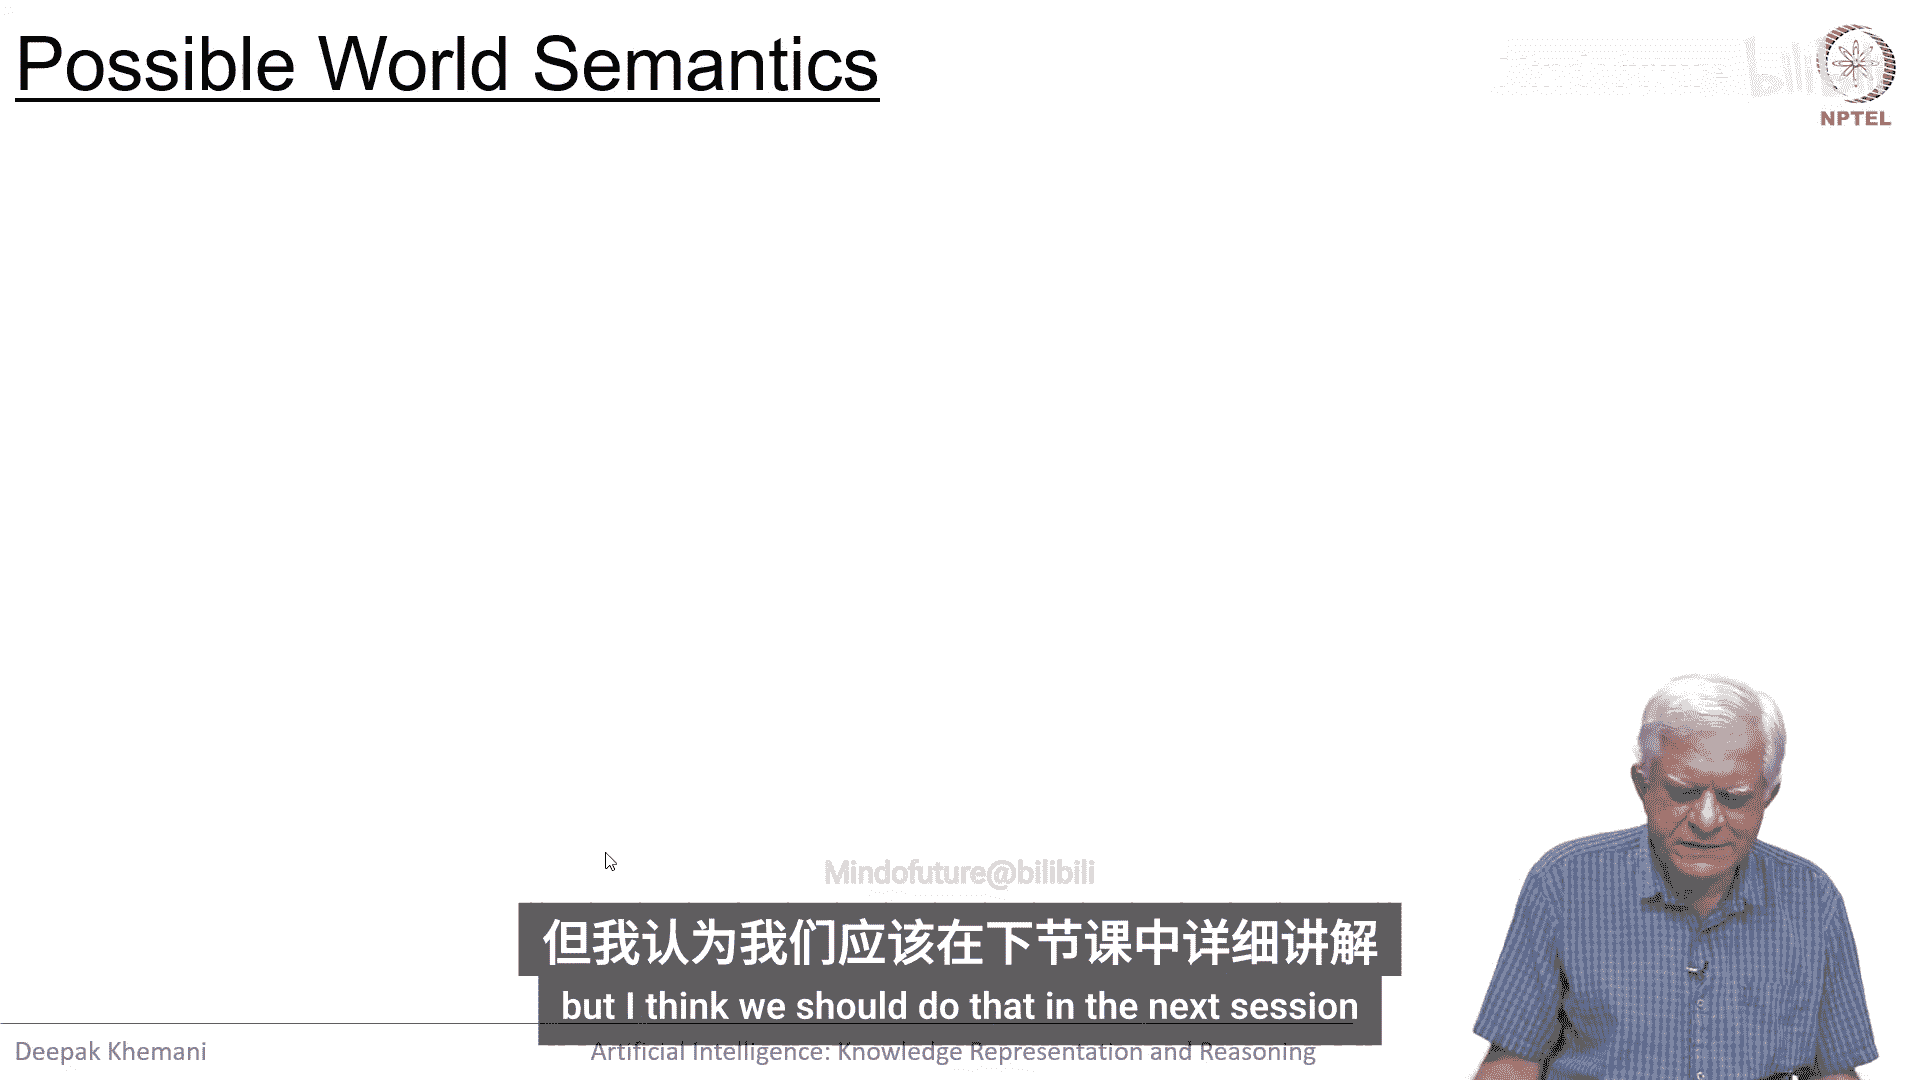 Possible World Semantics
NPTEL
Mindofuture@bilibili
但我认为我们应该在下节课中详细讲解
but I think we should do that in the next session
Deepak Khemani
Artificial Intelligence: Knowledge Representation and Reasoning